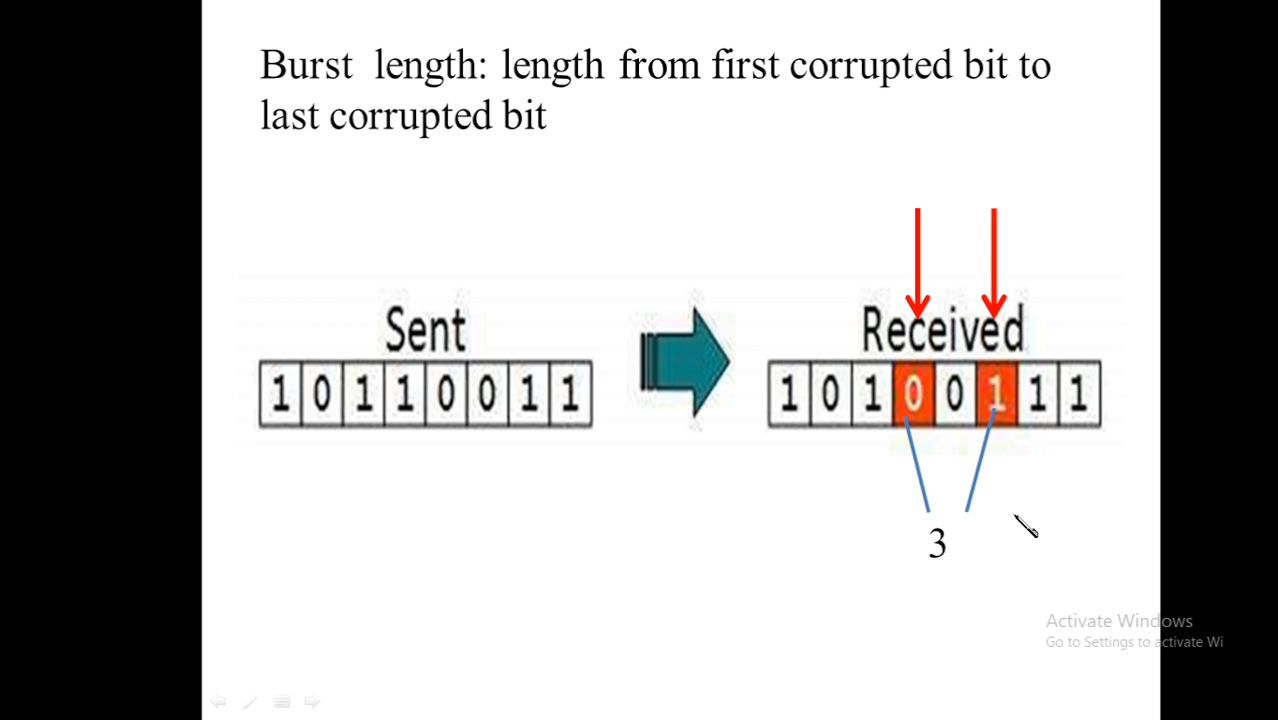 Burst length: length from first corrupted bit to
last corrupted bit
Sent
Received
1 0 1 1 0 0 1 1
1 0 1 0 0 1 1 1
3
Activate Windows
Go to Settings to activate Wi